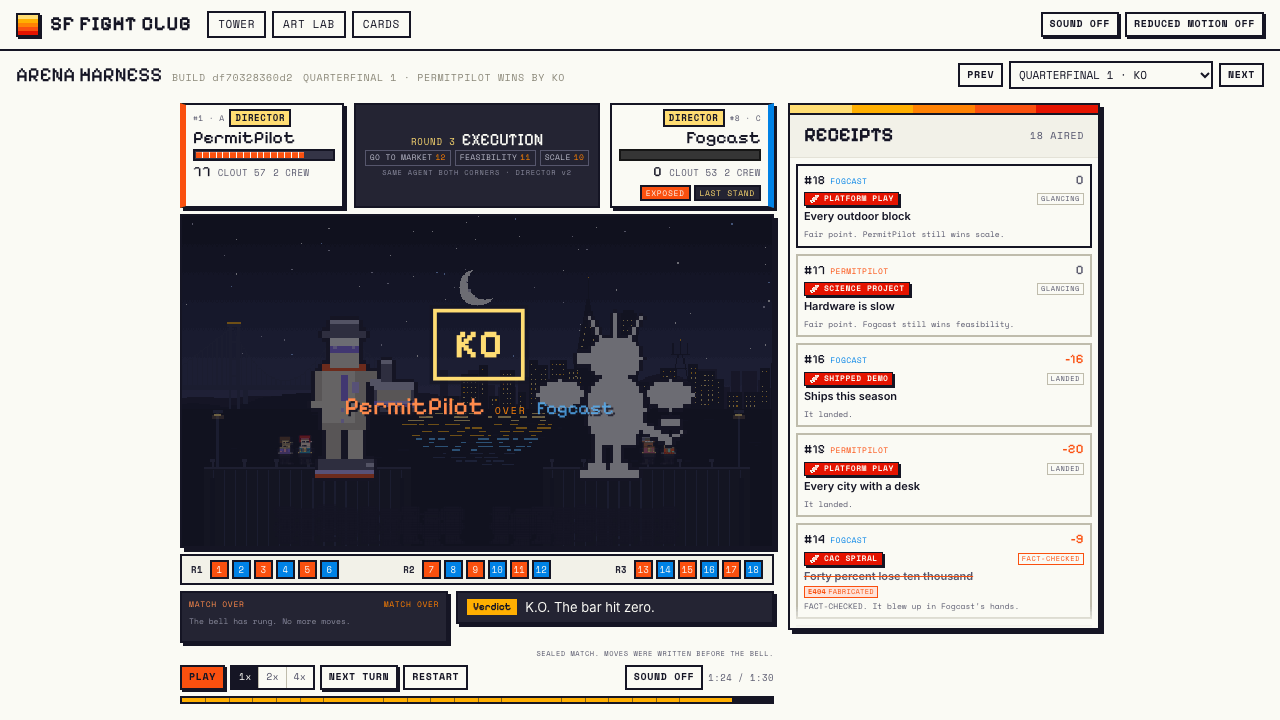 SF FIGHT CLUB
TOWER
ART LAB
CARDS
SOUND OFF
REDUCED MOTION OFF
ARENA HARNESS
BUILD df70328360d2
QUARTERFINAL 1 · PERMITPILOT WINS BY KO
PREV
QUARTERFINAL 1 · KO
NEXT
#1 · A DIRECTOR
PermitPilot
77 CLOUT 57 2 CREW
ROUND 3 EXECUTION
GO TO MARKET 12
FEASIBILITY 11
SCALE 10
SAME AGENT BOTH CORNERS · DIRECTOR v2
DIRECTOR #8 · C
Fogcast
0 CLOUT 53 2 CREW
EXPOSED
LAST STAND
KO
PermitPilot OVER Fogcast
R1 1 2 3 4 5 6
R2 7 8 9 10 11 12
R3 13 14 15 16 17 18
MATCH OVER
MATCH OVER
The bell has rung. No more moves.
Verdict K.O. The bar hit zero.
SEALED MATCH. MOVES WERE WRITTEN BEFORE THE BELL.
PLAY
1x
2x
4x
NEXT TURN
RESTART
SOUND OFF
1:24 / 1:30
RECEIPTS
18 AIRED
#18 FOGCAST 0
PLATFORM PLAY
GLANCING
Every outdoor block
Fair point. PermitPilot still wins scale.
#17 PERMITPILOT 0
SCIENCE PROJECT
GLANCING
Hardware is slow
Fair point. Fogcast still wins feasibility.
#16 FOGCAST -16
SHIPPED DEMO
LANDED
Ships this season
It landed.
#15 PERMITPILOT -20
PLATFORM PLAY
LANDED
Every city with a desk
It landed.
#14 FOGCAST -9
CAC SPIRAL
FACT-CHECKED
Forty percent lose ten thousand
E404 FABRICATED
FACT-CHECKED. It blew up in Fogcast's hands.